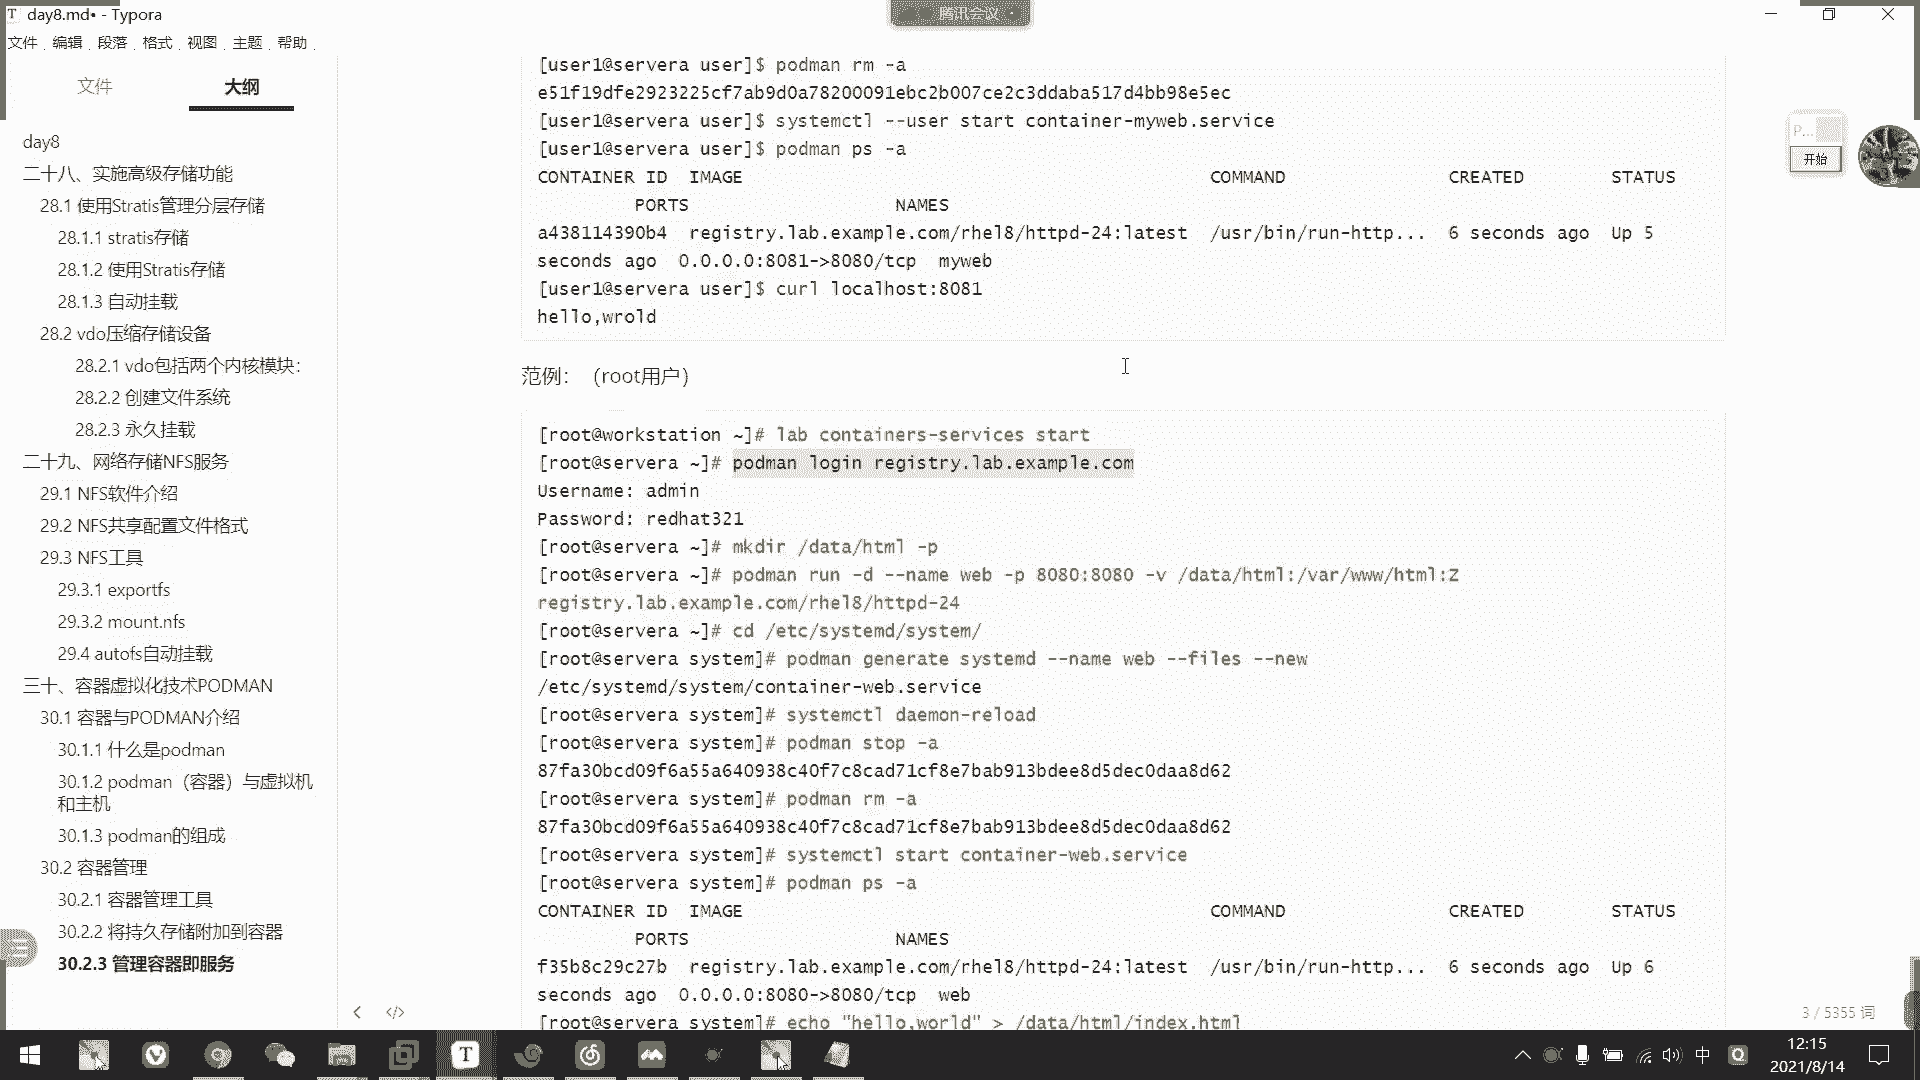 day8.md• - Typora
腾讯会议
文件 编辑 段落 格式 视图 主题 帮助
文件 大纲
day8
二十八、实施高级存储功能
28.1 使用Stratis管理分层存储
28.1.1 stratis存储
28.1.2 使用Stratis存储
28.1.3 自动挂载
28.2 vdo压缩存储设备
28.2.1 vdo包括两个内核模块：
28.2.2 创建文件系统
28.2.3 永久挂载
二十九、网络存储NFS服务
29.1 NFS软件介绍
29.2 NFS共享配置文件格式
29.3 NFS工具
29.3.1 exportfs
29.3.2 mount.nfs
29.4 autofs自动挂载
三十、容器虚拟化技术PODMAN
30.1 容器与PODMAN介绍
30.1.1 什么是podman
30.1.2 podman（容器）与虚拟机
和主机
30.1.3 podman的组成
30.2 容器管理
30.2.1 容器管理工具
30.2.2 将持久存储附加到容器
30.2.3 管理容器即服务
[user1@servera user]$ podman rm -a
e51f19dfe2923225cf7ab9d0a78200091ebc2b007ce2c3ddaba517d4bb98e5ec
[user1@servera user]$ systemctl --user start container-myweb.service
[user1@servera user]$ podman ps -a
CONTAINER ID IMAGE COMMAND CREATED STATUS
PORTS NAMES
a438114390b4 registry.lab.example.com/rhel8/httpd-24:latest /usr/bin/run-http... 6 seconds ago Up 5
seconds ago 0.0.0.0:8081->8080/tcp myweb
[user1@servera user]$ curl localhost:8081
hello,wrold
范例：（root用户）
[root@workstation ~]# lab containers-services start
[root@servera ~]# podman login registry.lab.example.com
Username: admin
Password: redhat321
[root@servera ~]# mkdir /data/html -p
[root@servera ~]# podman run -d --name web -p 8080:8080 -v /data/html:/var/www/html:Z
registry.lab.example.com/rhel8/httpd-24
[root@servera ~]# cd /etc/systemd/system/
[root@servera system]# podman generate systemd --name web --files --new
/etc/systemd/system/container-web.service
[root@servera system]# systemctl daemon-reload
[root@servera system]# podman stop -a
87fa30bcd09f6a55a640938c40f7c8cad71cf8e7bab913bdee8d5dec0daa8d62
[root@servera system]# podman rm -a
87fa30bcd09f6a55a640938c40f7c8cad71cf8e7bab913bdee8d5dec0daa8d62
[root@servera system]# systemctl start container-web.service
[root@servera system]# podman ps -a
CONTAINER ID IMAGE COMMAND CREATED STATUS
PORTS NAMES
f35b8c29c27b registry.lab.example.com/rhel8/httpd-24:latest /usr/bin/run-http... 6 seconds ago Up 6
seconds ago 0.0.0.0:8080->8080/tcp web
[root@servera system]# echo "hello,world" > /data/html/index.html
P...
开始
3 / 5355 词
中
12:15
2021/8/14